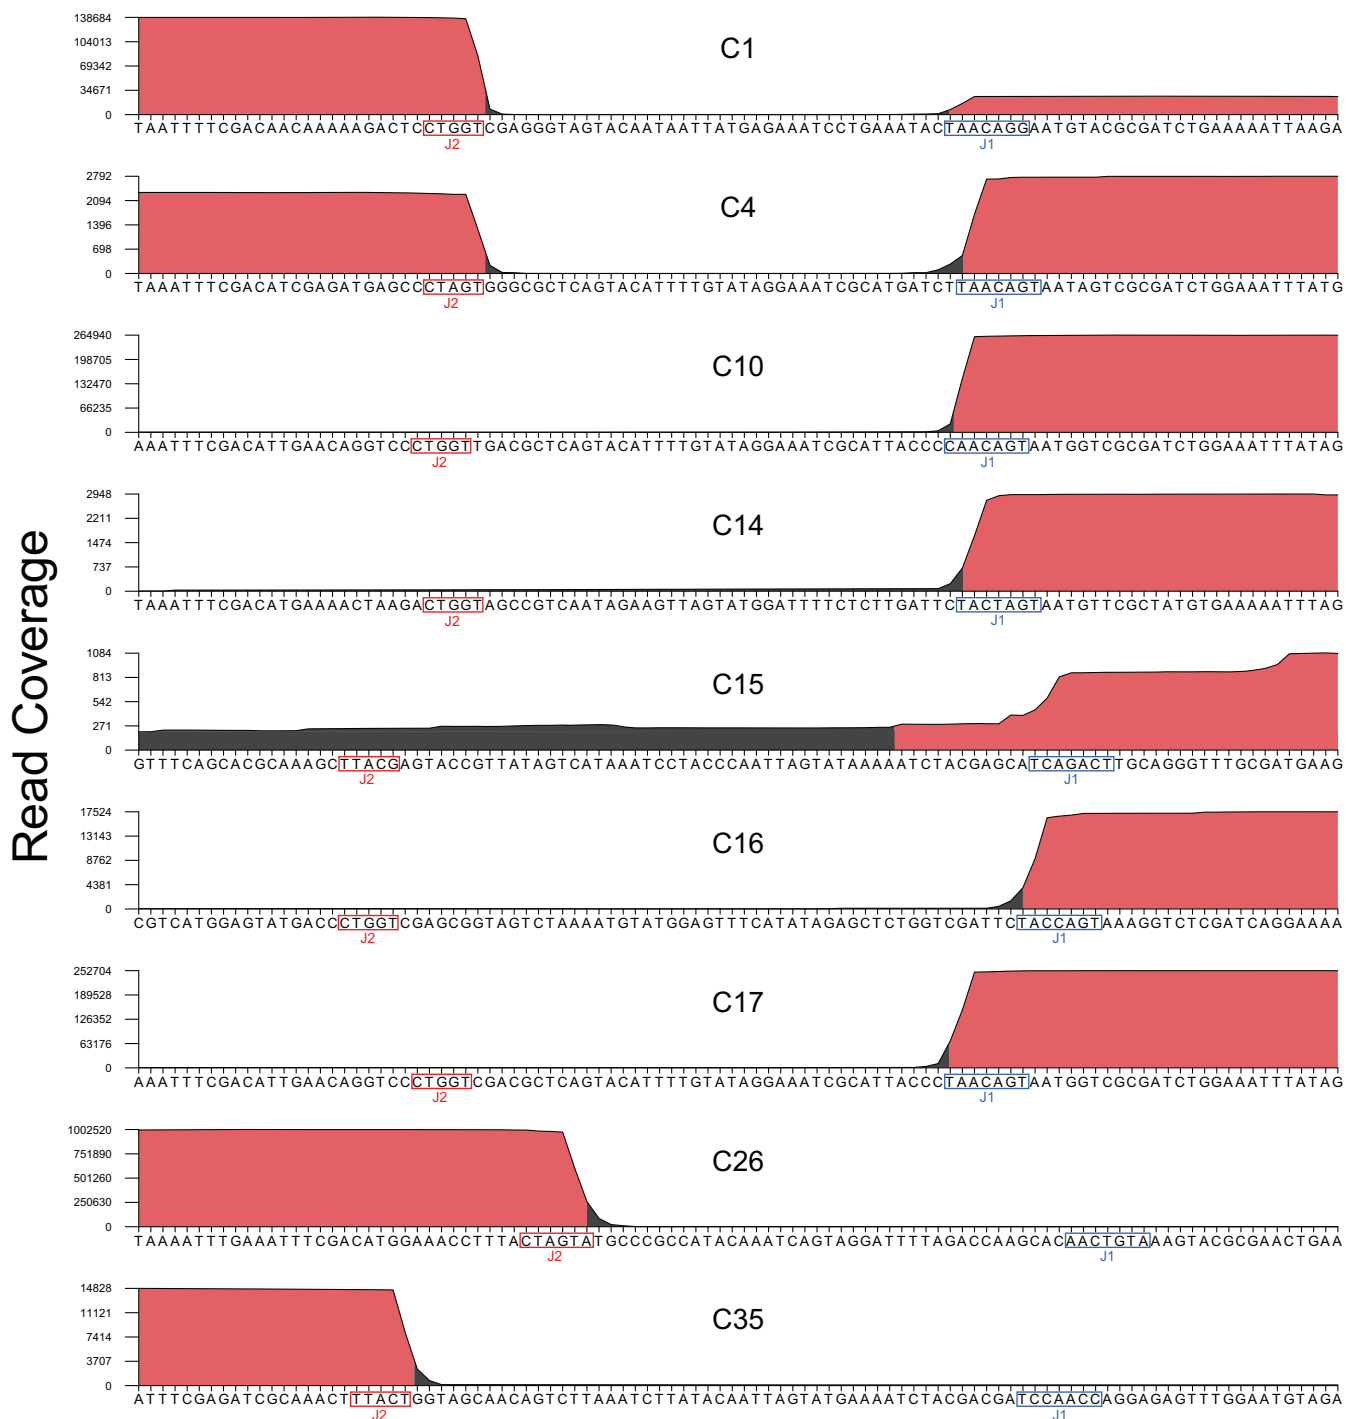 Read Coverage
138684
104013
69342
34671
0
C1
TAATTTTCGACAACAAAAAGACTCCTGGTCGAGGGTAGTACAATAATTATGAGAAATCCTGAAATACTAACAGGAATGTACGCGATCTGAAAAATTAAGA
J2 J1
2792
2094
1396
698
0
C4
TAAATTTCGACATCGAGATGAGCCCTAGTGGGCGCTCAGTACATTTTGTATAGGAAATCGCATGATCTTAACAGTAATAGTCGCGATCTGGAAATTTATG
J2 J1
264940
198705
132470
66235
0
C10
AAATTTCGACATTGAACAGGTCCCTGGTTGACGCTCAGTACATTTTGTATAGGAAATCGCATTACCCCAACAGTAATGGTCGCGATCTGGAAATTTATAG
J2 J1
2948
2211
1474
737
0
C14
TAAATTTCGACATGAAAACTAAGACTGGTAGCCGTCAATAGAAGTTAGTATGGATTTTCTCTTGATTCTACTAGTAATGTTCGCTATGTGAAAAATTTAG
J2 J1
1084
813
542
271
0
C15
GTTTCAGCACGCAAAGCTTACGAGTACCGTTATAGTCATAAATCCTACCCAATTAGTATAAAAATCTACGAGCATCAGACTTGCAGGGTTTGCGATGAAG
J2 J1
17524
13143
8762
4381
0
C16
CGTCATGGAGTATGACCCTGGTCGAGCGGTAGTCTAAAATGTATGGAGTTTCATATAGAGCTCTGGTCGATTCTACCAGTAAAGGTCTCGATCAGGAAAA
J2 J1
252704
189528
126352
63176
0
C17
AAATTTCGACATTGAACAGGTCCCTGGTCGACGCTCAGTACATTTTGTATAGGAAATCGCATTACCCTAACAGTAATGGTCGCGATCTGGAAATTTATAG
J2 J1
1002520
751890
501260
250630
0
C26
TAAAATTTGAAATTTCGACATGGAAACCTTTACTAGTATGCCCGCCATACAAATCAGTAGGATTTTAGACCAAGCACAACTGTAAAGTACGCGAACTGAA
J2 J1
14828
11121
7414
3707
0
C35
ATTTCGAGATCGCAAACTTTACTGGTAGCAACAGTCTTAAATCTTATACAATTAGTATGAAAATCTACGACGATCCAACCAGGAGAGTTTGGAATGTAGA
J2 J1